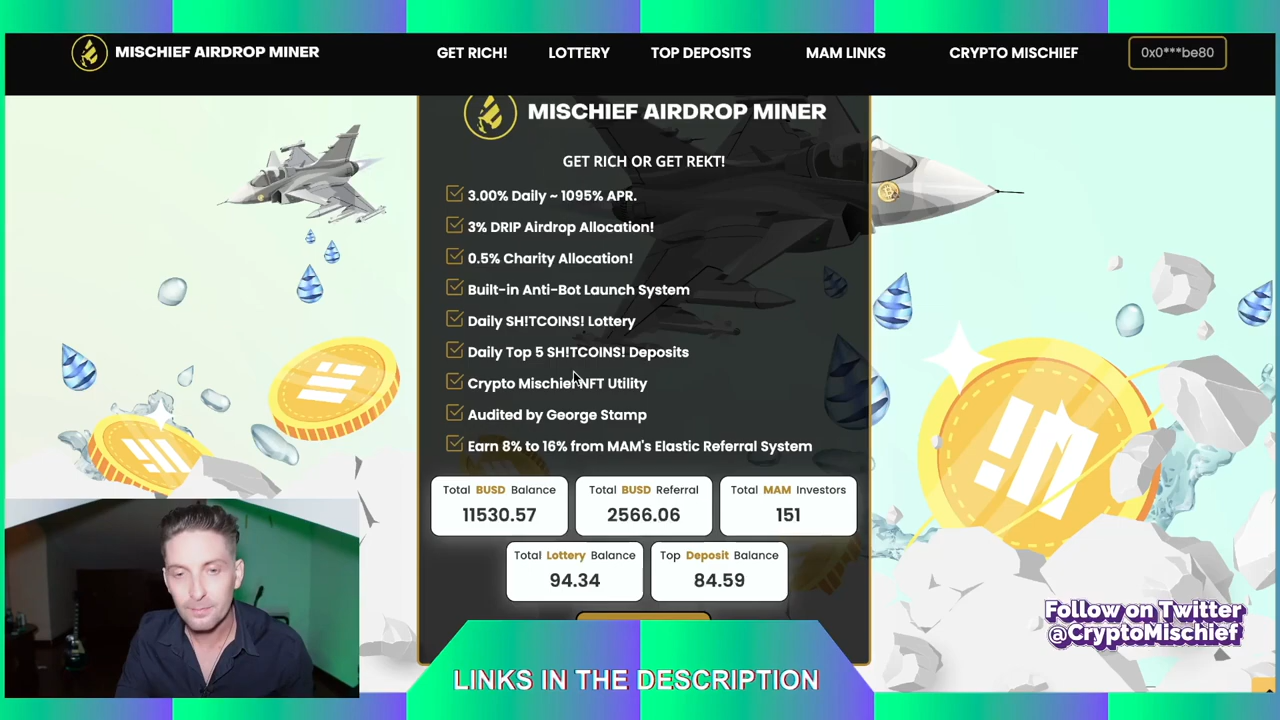 MISCHIEF AIRDROP MINER
GET RICH!
LOTTERY
TOP DEPOSITS
MAM LINKS
CRYPTO MISCHIEF
0x0***be80
MISCHIEF AIRDROP MINER
GET RICH OR GET REKT!
3.00% Daily ~ 1095% APR.
3% DRIP Airdrop Allocation!
0.5% Charity Allocation!
Built-in Anti-Bot Launch System
Daily SH!TCOINS! Lottery
Daily Top 5 SH!TCOINS! Deposits
Crypto Mischief NFT Utility
Audited by George Stamp
Earn 8% to 16% from MAM's Elastic Referral System
Total BUSD Balance
11530.57
Total BUSD Referral
2566.06
Total MAM Investors
151
Total Lottery Balance
94.34
Top Deposit Balance
84.59
Follow on Twitter
@CryptoMischief
LINKS IN THE DESCRIPTION